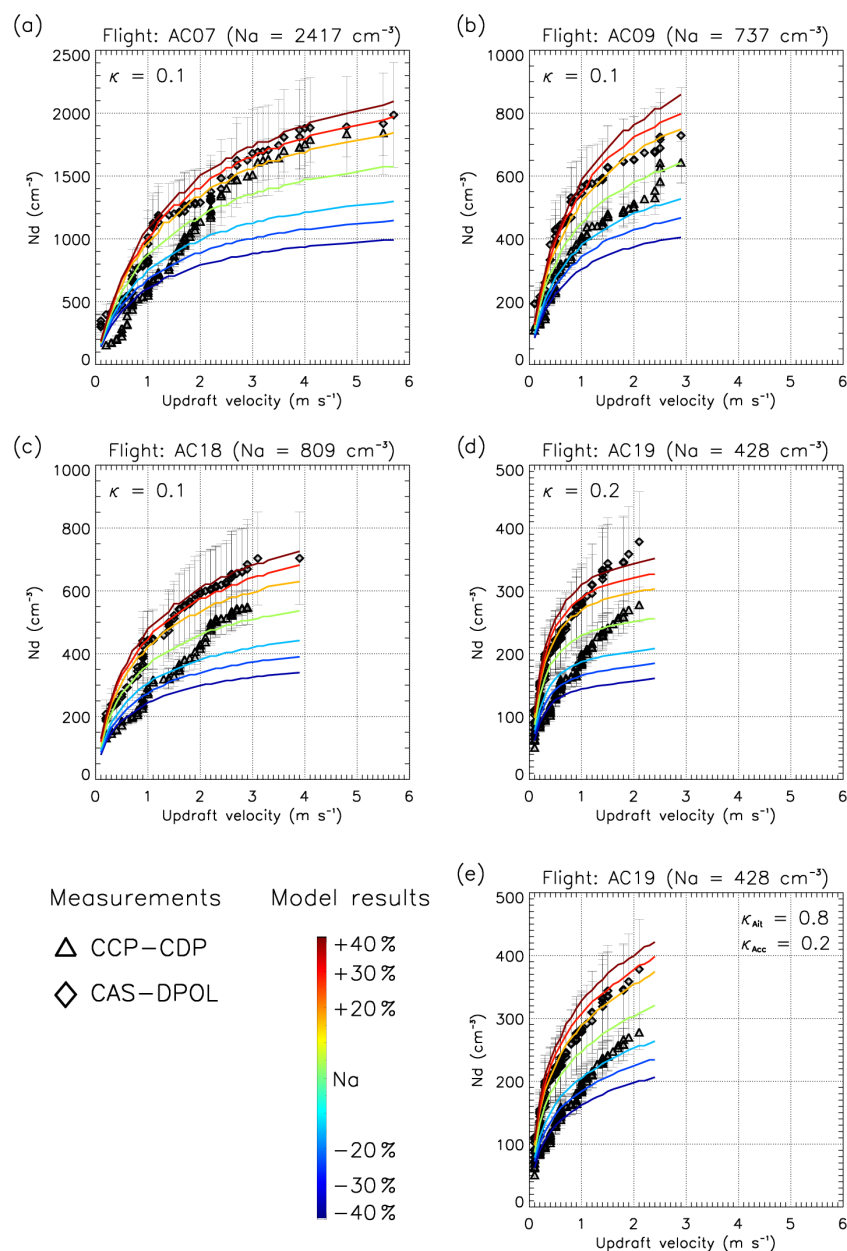 (a) Flight: AC07 (Na = 2417 cm⁻³)
κ = 0.1
2500
2000
1500
1000
500
0
Nd (cm⁻³)
0 1 2 3 4 5 6
Updraft velocity (m s⁻¹)
(b) Flight: AC09 (Na = 737 cm⁻³)
κ = 0.1
1000
800
600
400
200
0
Nd (cm⁻³)
0 1 2 3 4 5 6
Updraft velocity (m s⁻¹)
(c) Flight: AC18 (Na = 809 cm⁻³)
κ = 0.1
1000
800
600
400
200
0
Nd (cm⁻³)
0 1 2 3 4 5 6
Updraft velocity (m s⁻¹)
(d) Flight: AC19 (Na = 428 cm⁻³)
κ = 0.2
500
400
300
200
100
0
Nd (cm⁻³)
0 1 2 3 4 5 6
Updraft velocity (m s⁻¹)
Measurements
CCP−CDP
CAS−DPOL
Model results
+40%
+30%
+20%
Na
−20%
−30%
−40%
(e) Flight: AC19 (Na = 428 cm⁻³)
κAit = 0.8
κAcc = 0.2
500
400
300
200
100
0
Nd (cm⁻³)
0 1 2 3 4 5 6
Updraft velocity (m s⁻¹)